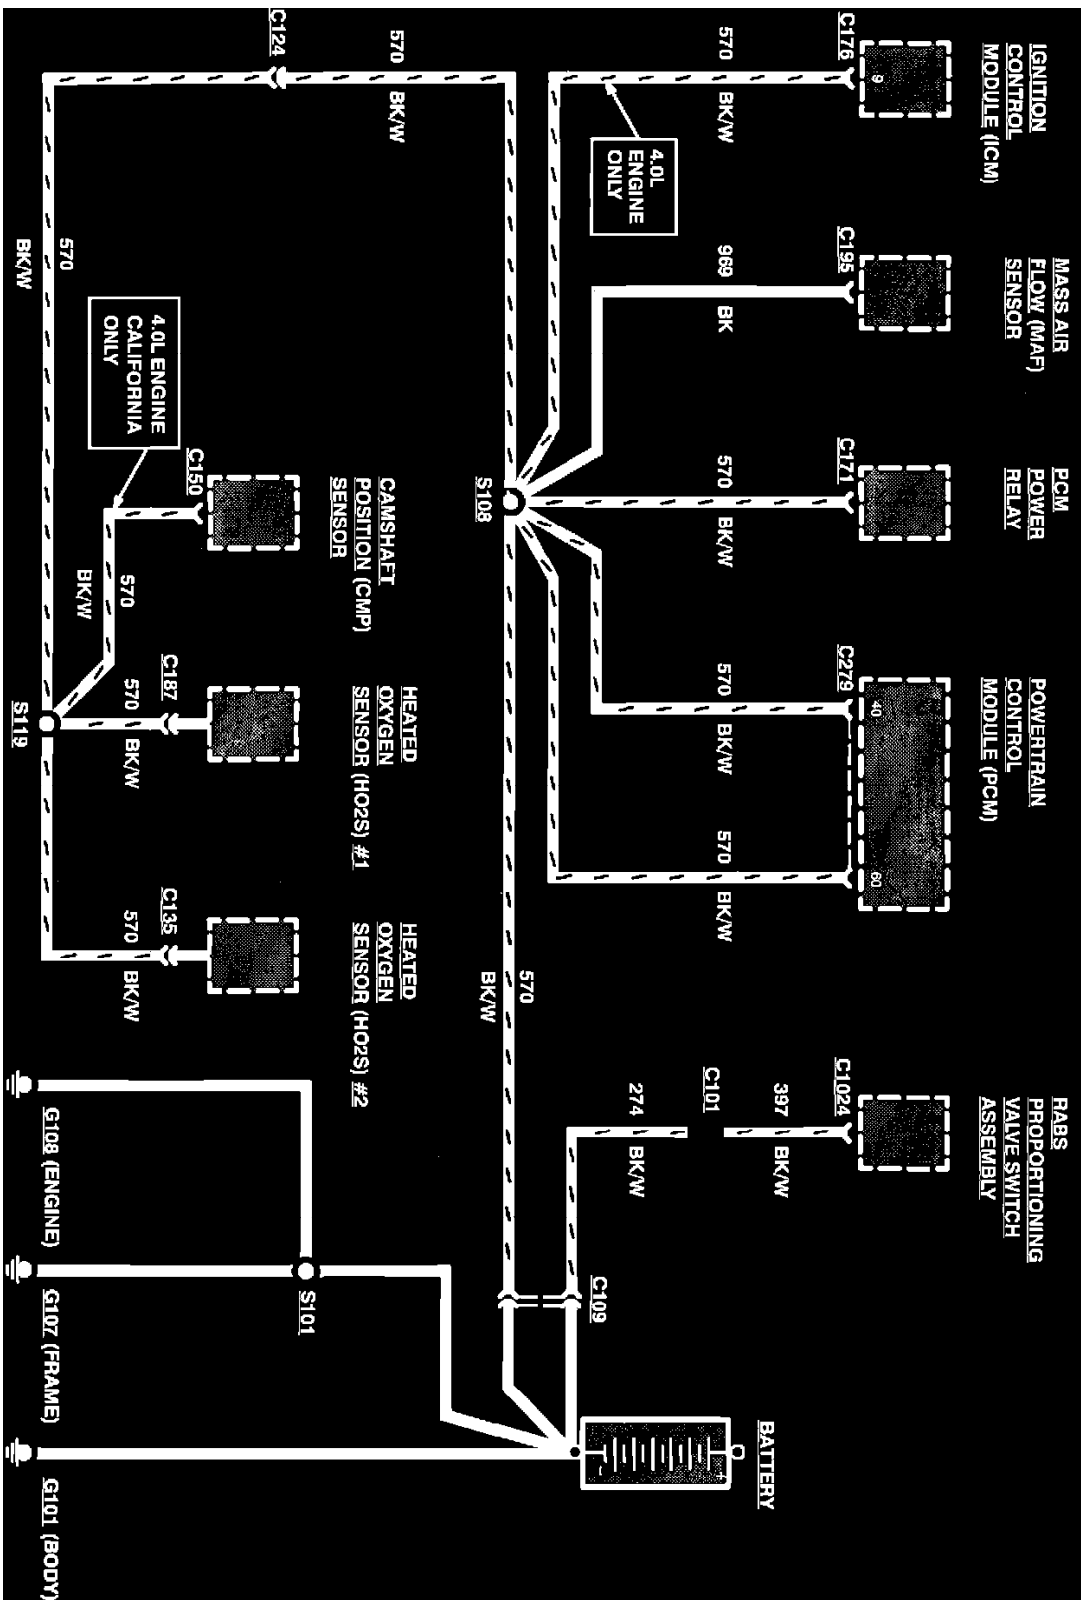 IGNITION
CONTROL
MODULE (ICM)
MASS AIR
FLOW (MAF)
SENSOR
PCM
POWER
RELAY
POWERTRAIN
CONTROL
MODULE (PCM)
RABS
PROPORTIONING
VALVE SWITCH
ASSEMBLY
9
40
60
C176
C195
C171
C279
C1024
570
BK/W
969
BK
570
BK/W
570
BK/W
570
BK/W
397
BK/W
C101
274
BK/W
4.0L
ENGINE
ONLY
BATTERY
+
-
C109
S108
570
BK/W
570
BK/W
C124
CAMSHAFT
POSITION (CMP)
SENSOR
HEATED
OXYGEN
SENSOR (HO2S) #1
HEATED
OXYGEN
SENSOR (HO2S) #2
C150
C187
C135
570
BK/W
570
BK/W
570
BK/W
4.0L ENGINE
CALIFORNIA
ONLY
570
BK/W
S119
S101
G108 (ENGINE)
G107 (FRAME)
G101 (BODY)